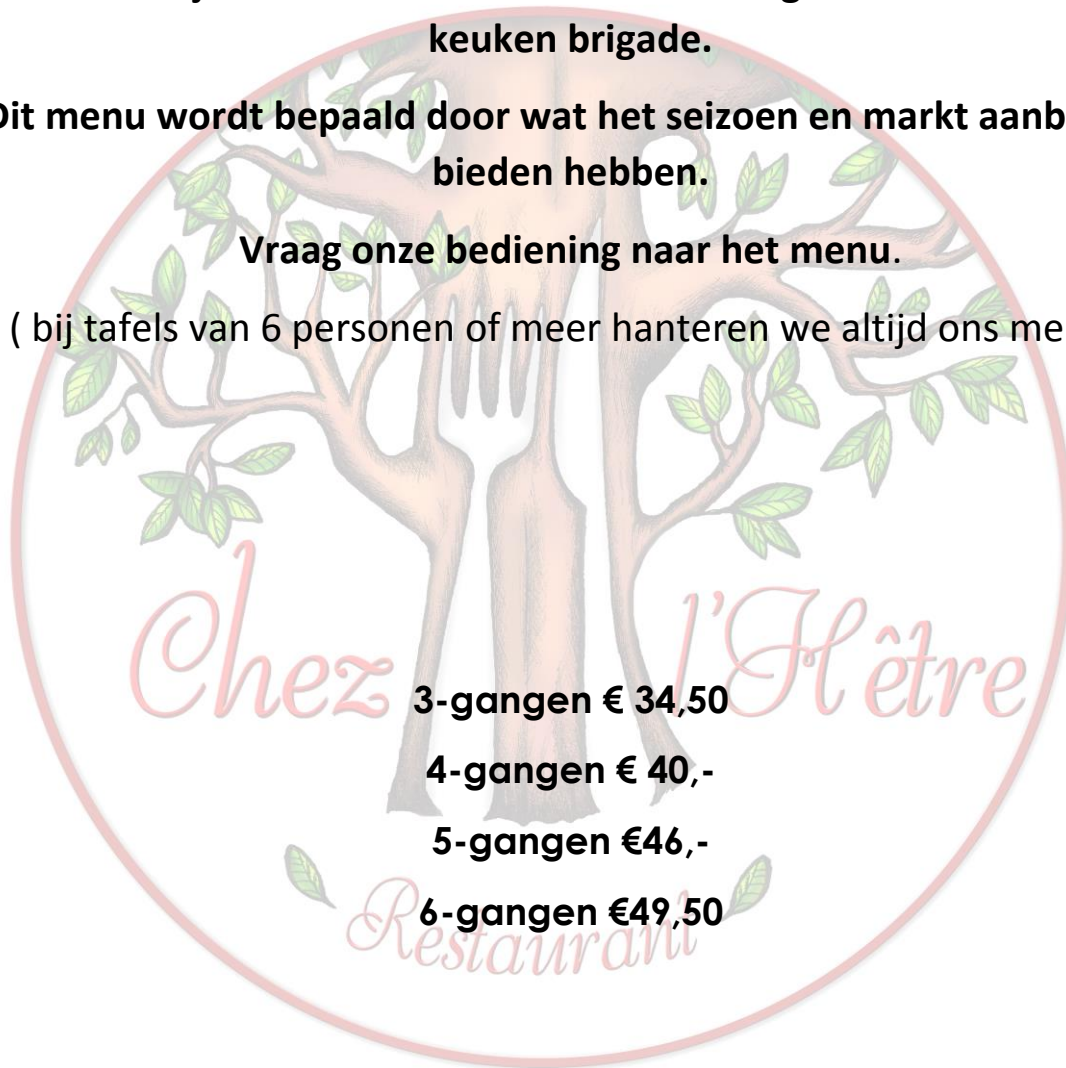 keuken brigade.
Dit menu wordt bepaald door wat het seizoen en markt
bieden hebben.
Vraag onze bediening naar het menu.
( bij tafels van 6 personen of meer hanteren we altijd ons
Chez l'Hêtre
3-gangen € 34,50
4-gangen € 40,-
5-gangen €46,-
6-gangen €49,50
Restaurant